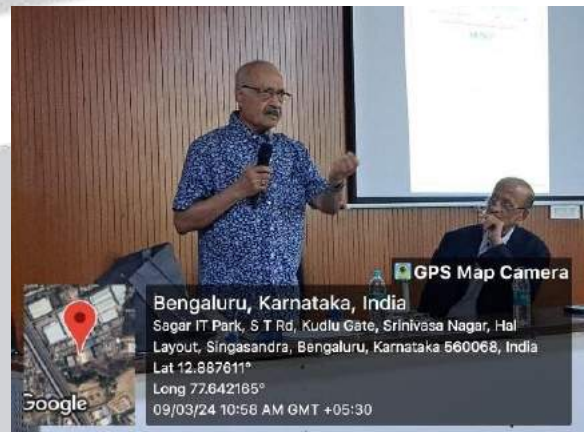 GPS Map Camera
Bengaluru, Karnataka, India
Sagar IT Park, S T Rd, Kudlu Gate, Srinivasa Nagar, Hal
Layout, Singasandra, Bengaluru, Karnataka 560068, India
Lat 12.887611°
Long 77.642165°
09/03/24 10:58 AM GMT +05:30
Google